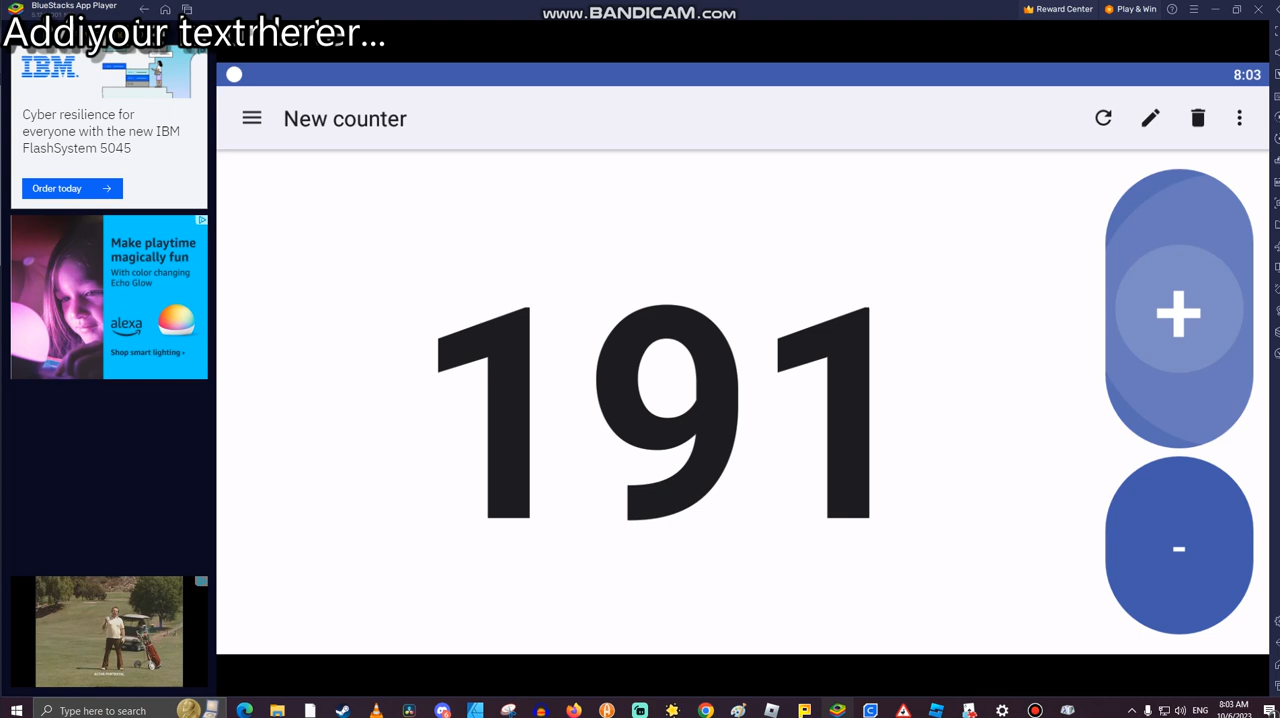 BlueStacks App Player
www.BANDICAM.com
Reward Center
Play & Win
Addiyour textrherer...
IBM.
Cyber resilience for
everyone with the new IBM
FlashSystem 5045
Order today
8:03
New counter
Make playtime
magically fun
With color changing
Echo Glow
alexa
Shop smart lighting ›
191
+
-
Type here to search
ENG
8:03 AM
10/6/2023